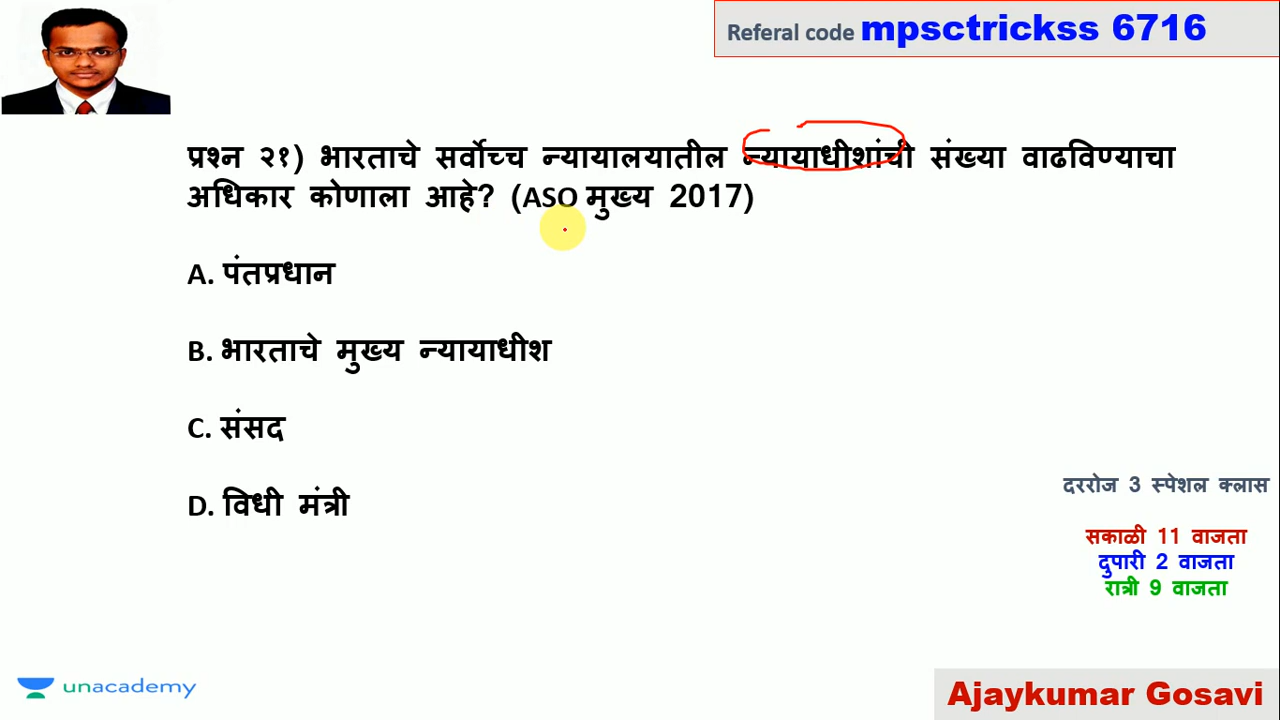 Referal code mpsctrickss 6716
प्रश्न २१) भारताचे सर्वोच्च न्यायालयातील न्यायाधीशांची संख्या वाढविण्याचा
अधिकार कोणाला आहे? (ASO मुख्य 2017)
A. पंतप्रधान
B. भारताचे मुख्य न्यायाधीश
C. संसद
D. विधी मंत्री
दररोज 3 स्पेशल क्लास
सकाळी 11 वाजता
दुपारी 2 वाजता
रात्री 9 वाजता
unacademy
Ajaykumar Gosavi